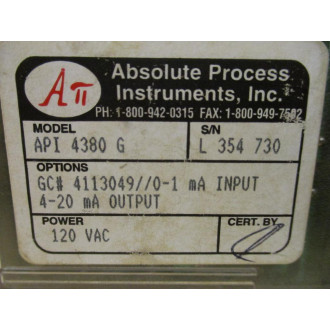 Aπ
Absolute Process
Instruments, Inc.
PH: 1-800-942-0315 FAX: 1-800-949-7502
MODEL S/N
API 4380 G L 354 730
OPTIONS
GC# 4113049//0-1 mA INPUT
4-20 mA OUTPUT
POWER CERT. BY
120 VAC